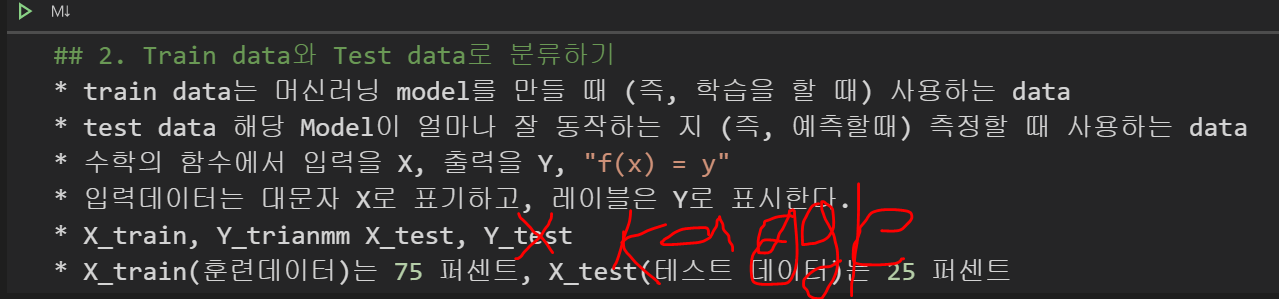 M↓
## 2. Train data와 Test data로 분류하기
* train data는 머신러닝 model를 만들 때 (즉, 학습을 할 때) 사용하는 data
* test data 해당 Model이 얼마나 잘 동작하는 지 (즉, 예측할때) 측정할 때 사용하는 data
* 수학의 함수에서 입력을 X, 출력을 Y, "f(x) = y"
* 입력데이터는 대문자 X로 표기하고, 레이블은 Y로 표시한다.
* X_train, Y_trianmm X_test, Y_test
kaggle
* X_train(훈련데이터)는 75 퍼센트, X_test(테스트 데이터)는 25 퍼센트